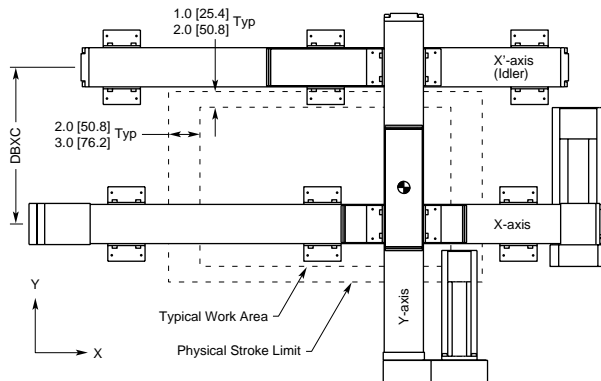 1.0 [25.4]
2.0 [50.8]
Typ
X'-axis
(Idler)
2.0 [50.8]
3.0 [76.2]
Typ
DBXC
X-axis
Y
X
Typical Work Area
Physical Stroke Limit
Y-axis